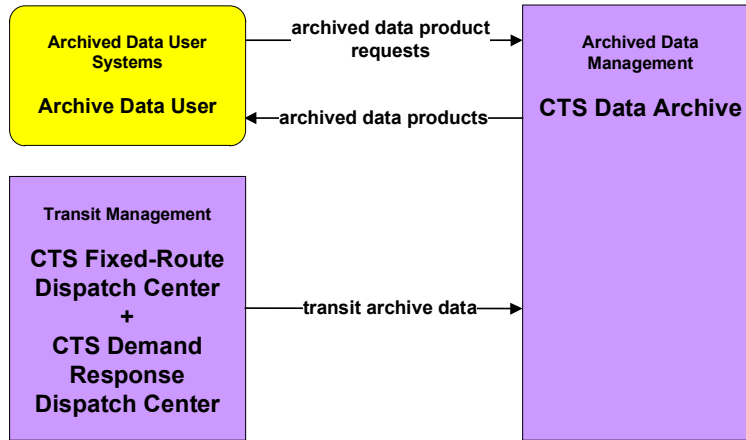 Archived Data User
Systems
Archive Data User
archived data product
requests
archived data products
Archived Data
Management
CTS Data Archive
Transit Management
CTS Fixed-Route
Dispatch Center
+
CTS Demand
Response
Dispatch Center
transit archive data